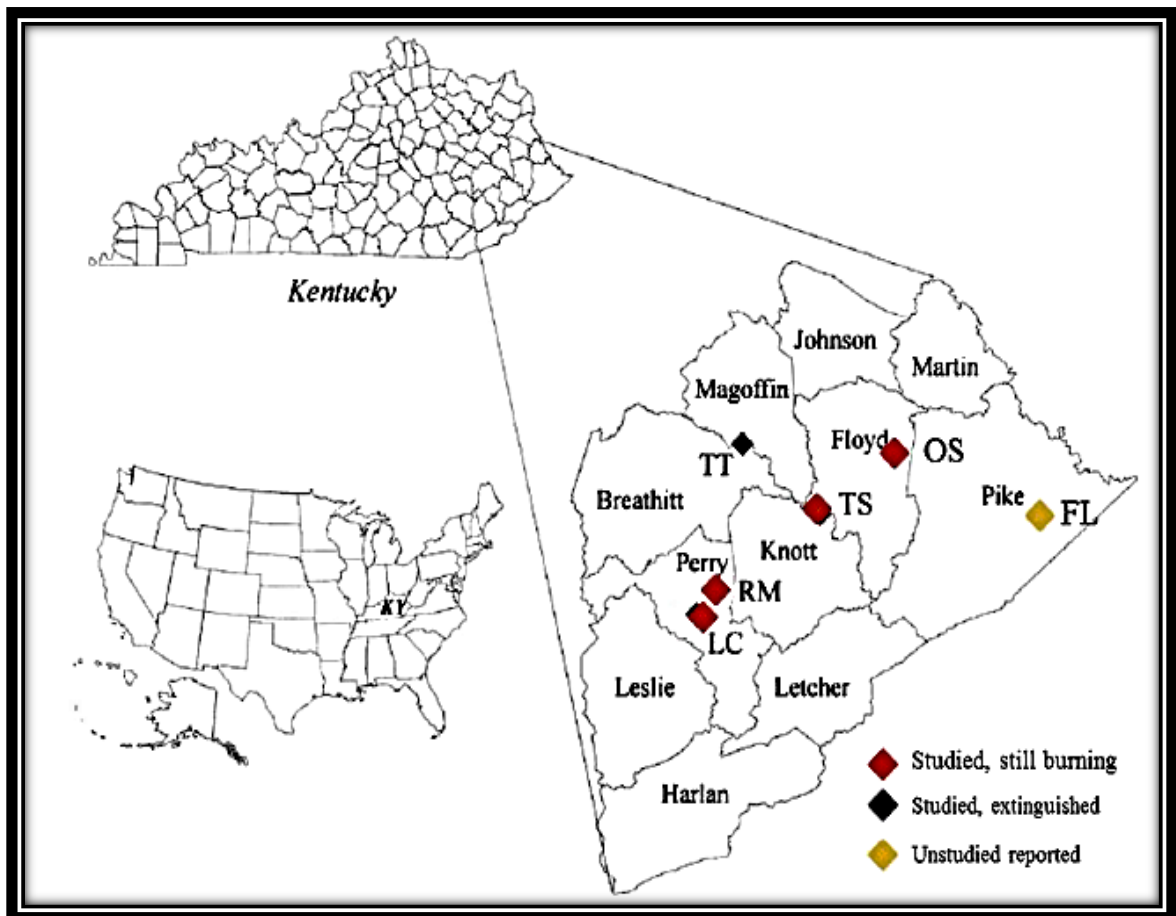 Kentucky
KY
Johnson
Martin
Magoffin
Floyd
OS
TT
Breathitt
Pike
FL
TS
Knott
Perry
RM
LC
Leslie
Letcher
Harlan
Studied, still burning
Studied, extinguished
Unstudied reported